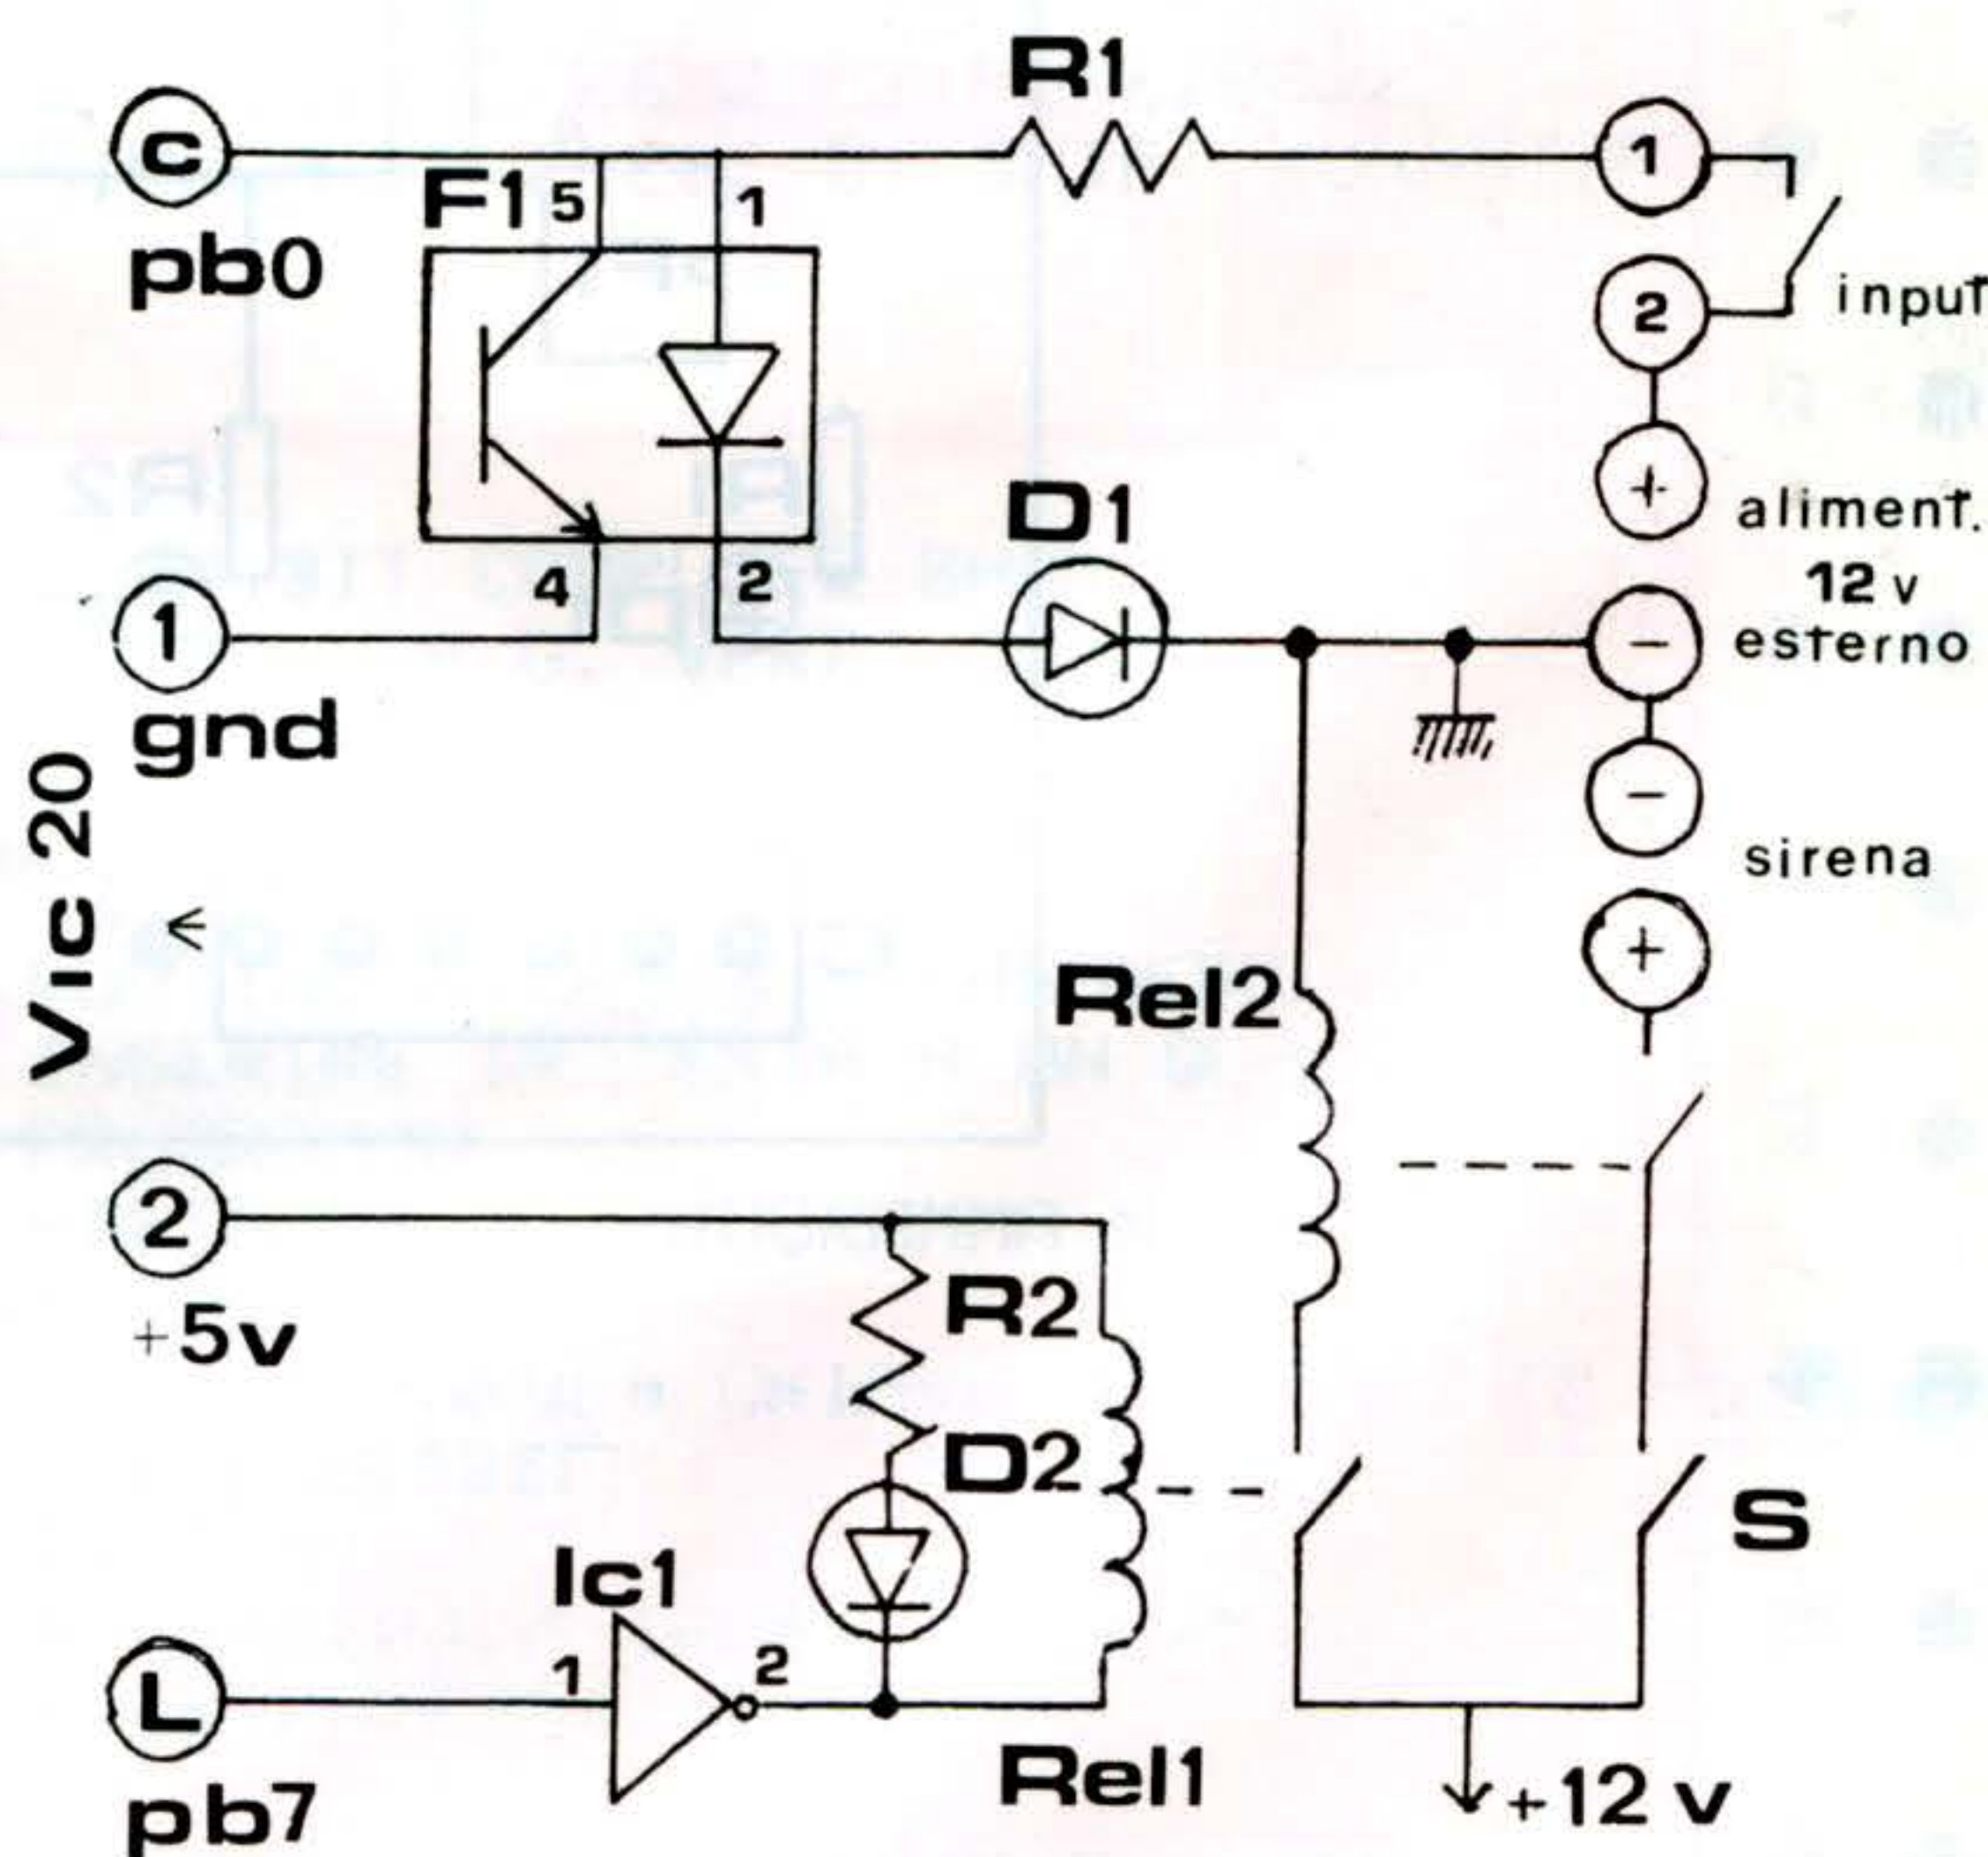 R1
c
F1 5 1
1
pb0
2
input
+
aliment.
12 v
esterno
D1
4 2
1
gnd
−
−
sirena
+
Vic 20
Rel2
2
+5v
R2
D2
S
Ic1
1 2
L
pb7
Rel1
+12 v